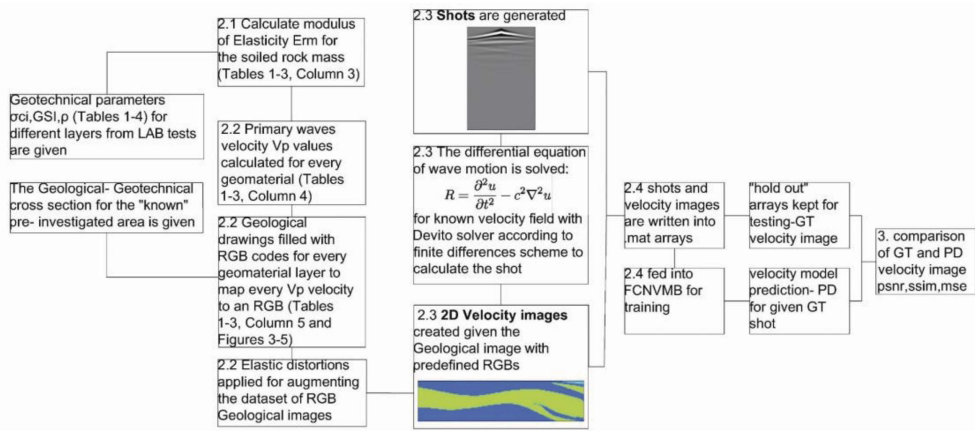 Geotechnical parameters
σci,GSI,ρ (Tables 1-4) for
different layers from LAB tests
are given
The Geological- Geotechnical
cross section for the "known"
pre- investigated area is given
2.1 Calculate modulus
of Elasticity Erm for
the soiled rock mass
(Tables 1-3, Column 3)
2.2 Primary waves
velocity Vp values
calculated for every
geomaterial (Tables
1-3, Column 4)
2.2 Geological
drawings filled with
RGB codes for every
geomaterial layer to
map every Vp velocity
to an RGB (Tables
1-3, Column 5 and
Figures 3-5)
2.2 Elastic distortions
applied for augmenting
the dataset of RGB
Geological images
2.3 Shots are generated
2.3 The differential equation
of wave motion is solved:
R = ∂²u/∂t² − c²∇²u
for known velocity field with
Devito solver according to
finite differences scheme to
calculate the shot
2.3 2D Velocity images
created given the
Geological image with
predefined RGBs
2.4 shots and
velocity images
are written into
.mat arrays
2.4 fed into
FCNVMB for
training
"hold out"
arrays kept for
testing-GT
velocity image
velocity model
prediction- PD
for given GT
shot
3. comparison
of GT and PD
velocity image
psnr,ssim,mse